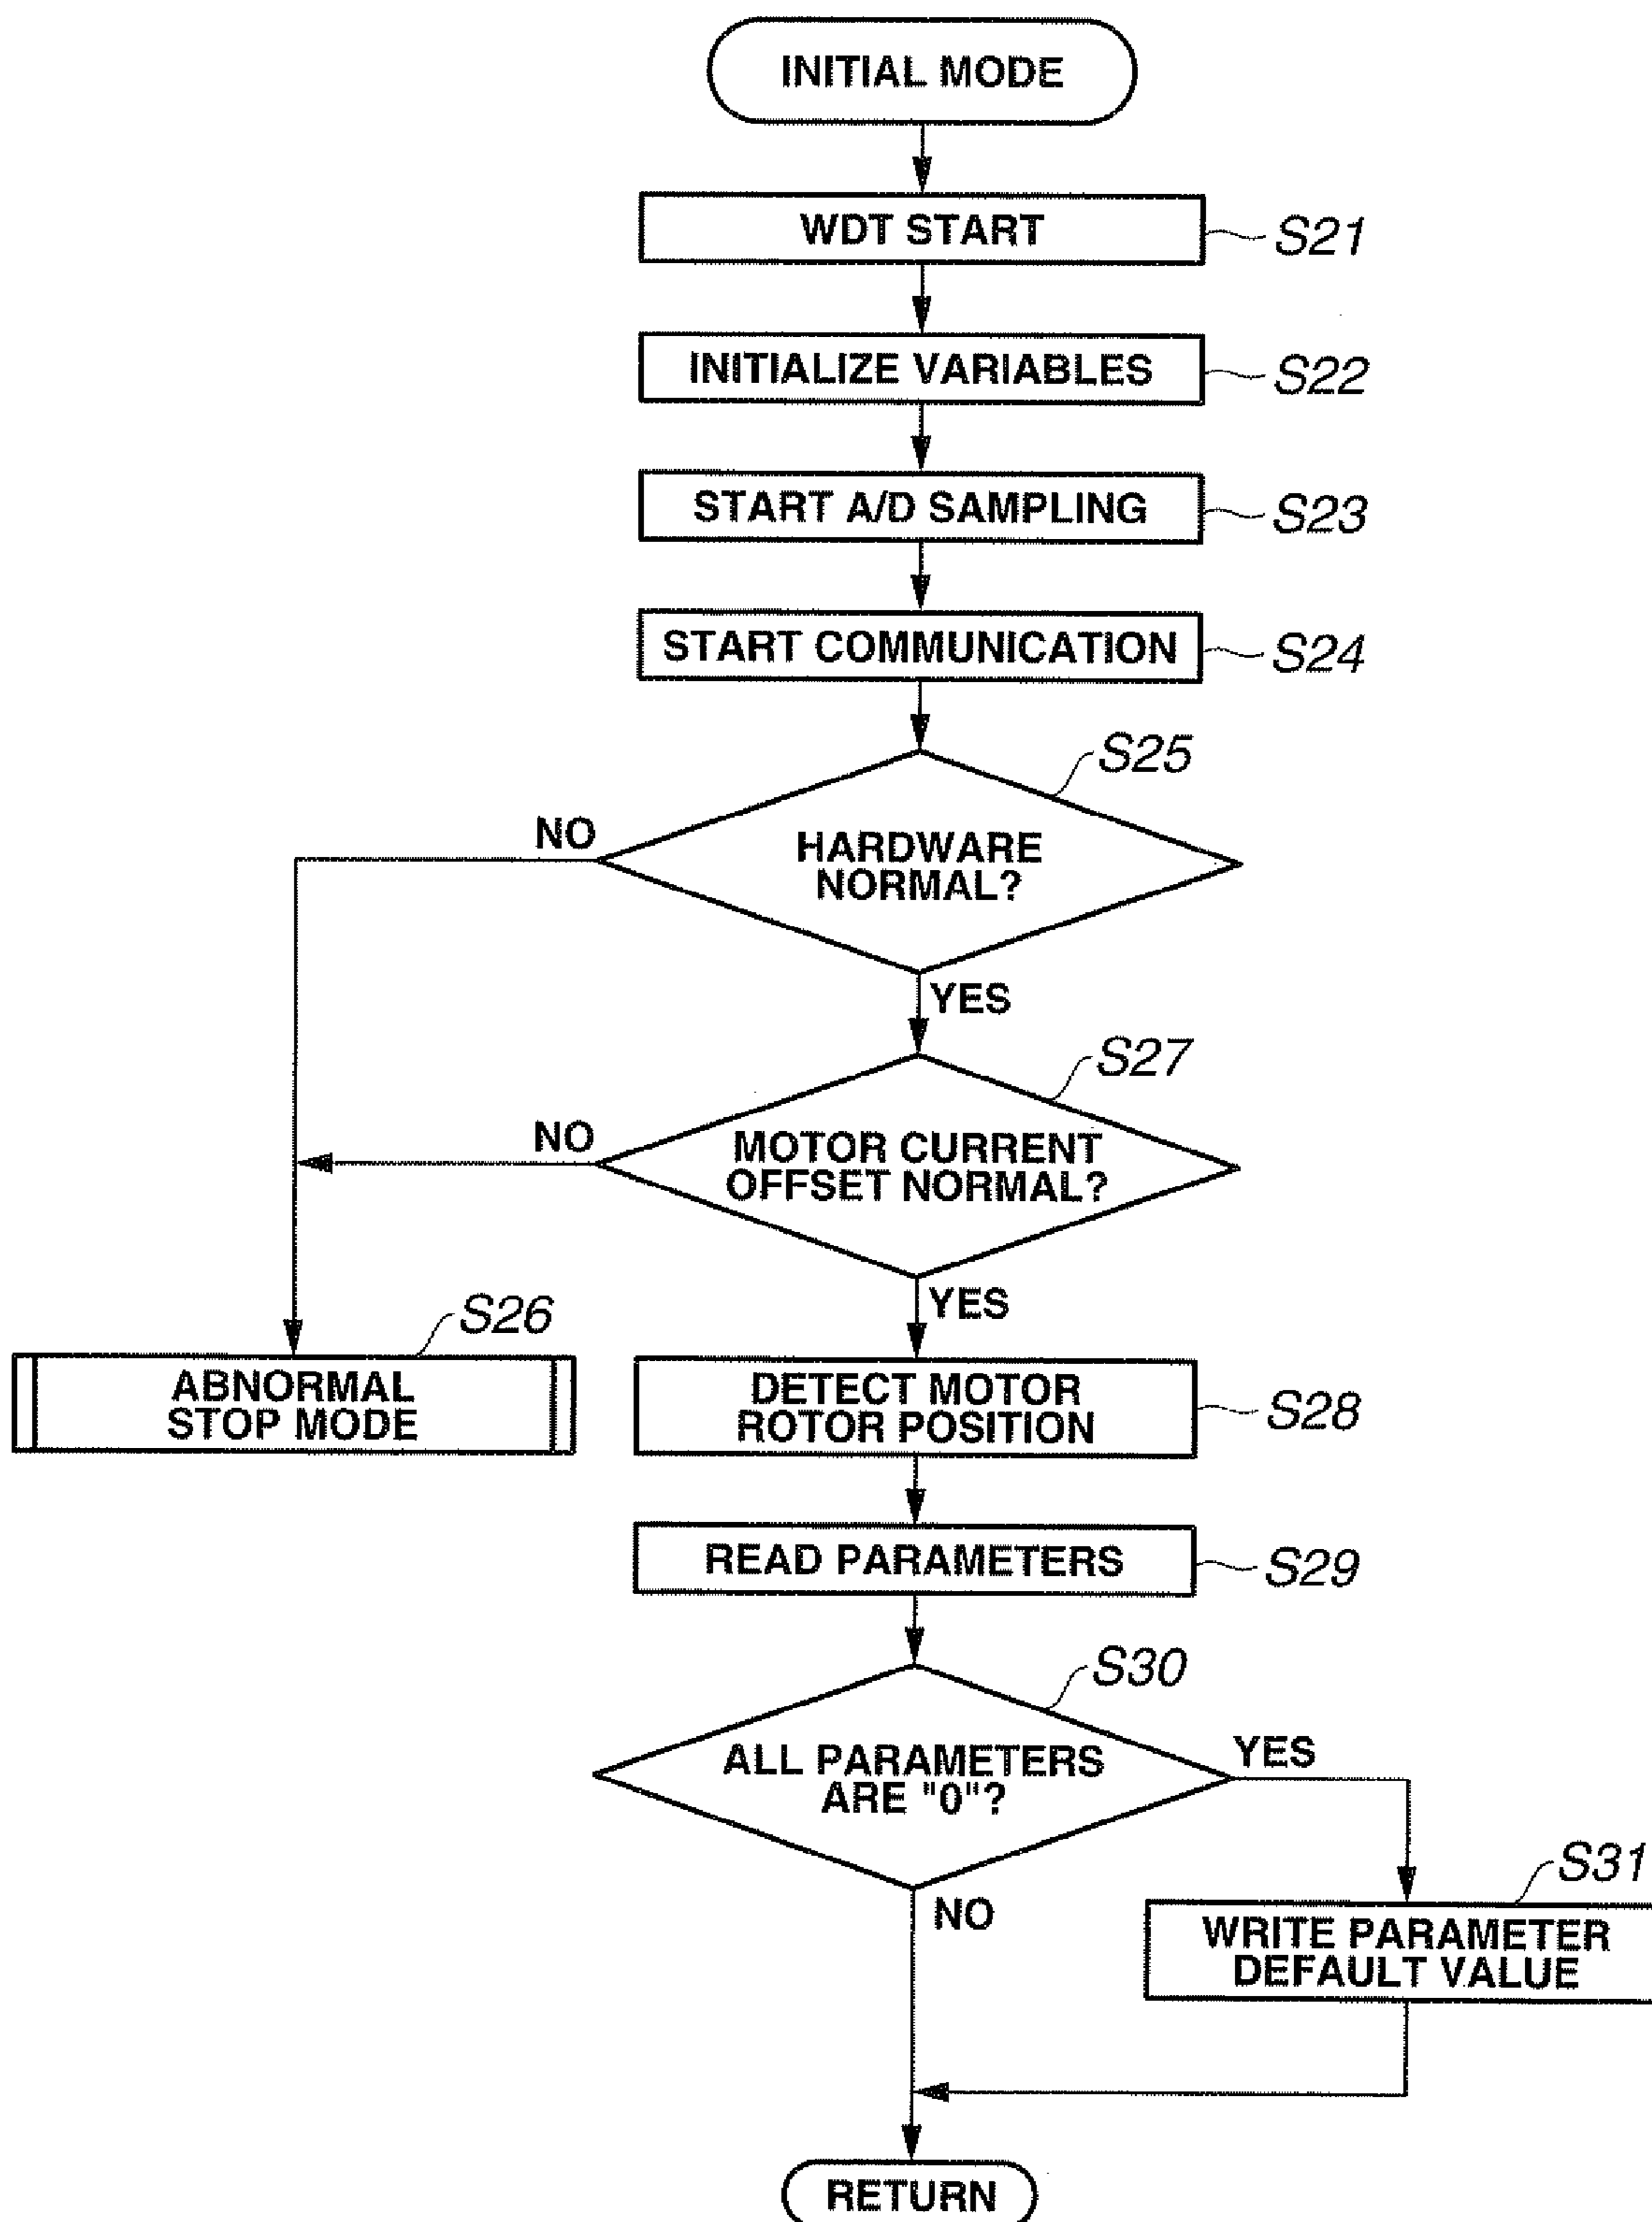 INITIAL MODE
WDT START
S21
INITIALIZE VARIABLES
S22
START A/D SAMPLING
S23
START COMMUNICATION
S24
S25
NO
HARDWARE
NORMAL?
YES
S27
NO
MOTOR CURRENT
OFFSET NORMAL?
YES
S26
ABNORMAL
STOP MODE
DETECT MOTOR
ROTOR POSITION
S28
READ PARAMETERS
S29
S30
ALL PARAMETERS
ARE "0"?
YES
S31
NO
WRITE PARAMETER
DEFAULT VALUE
RETURN